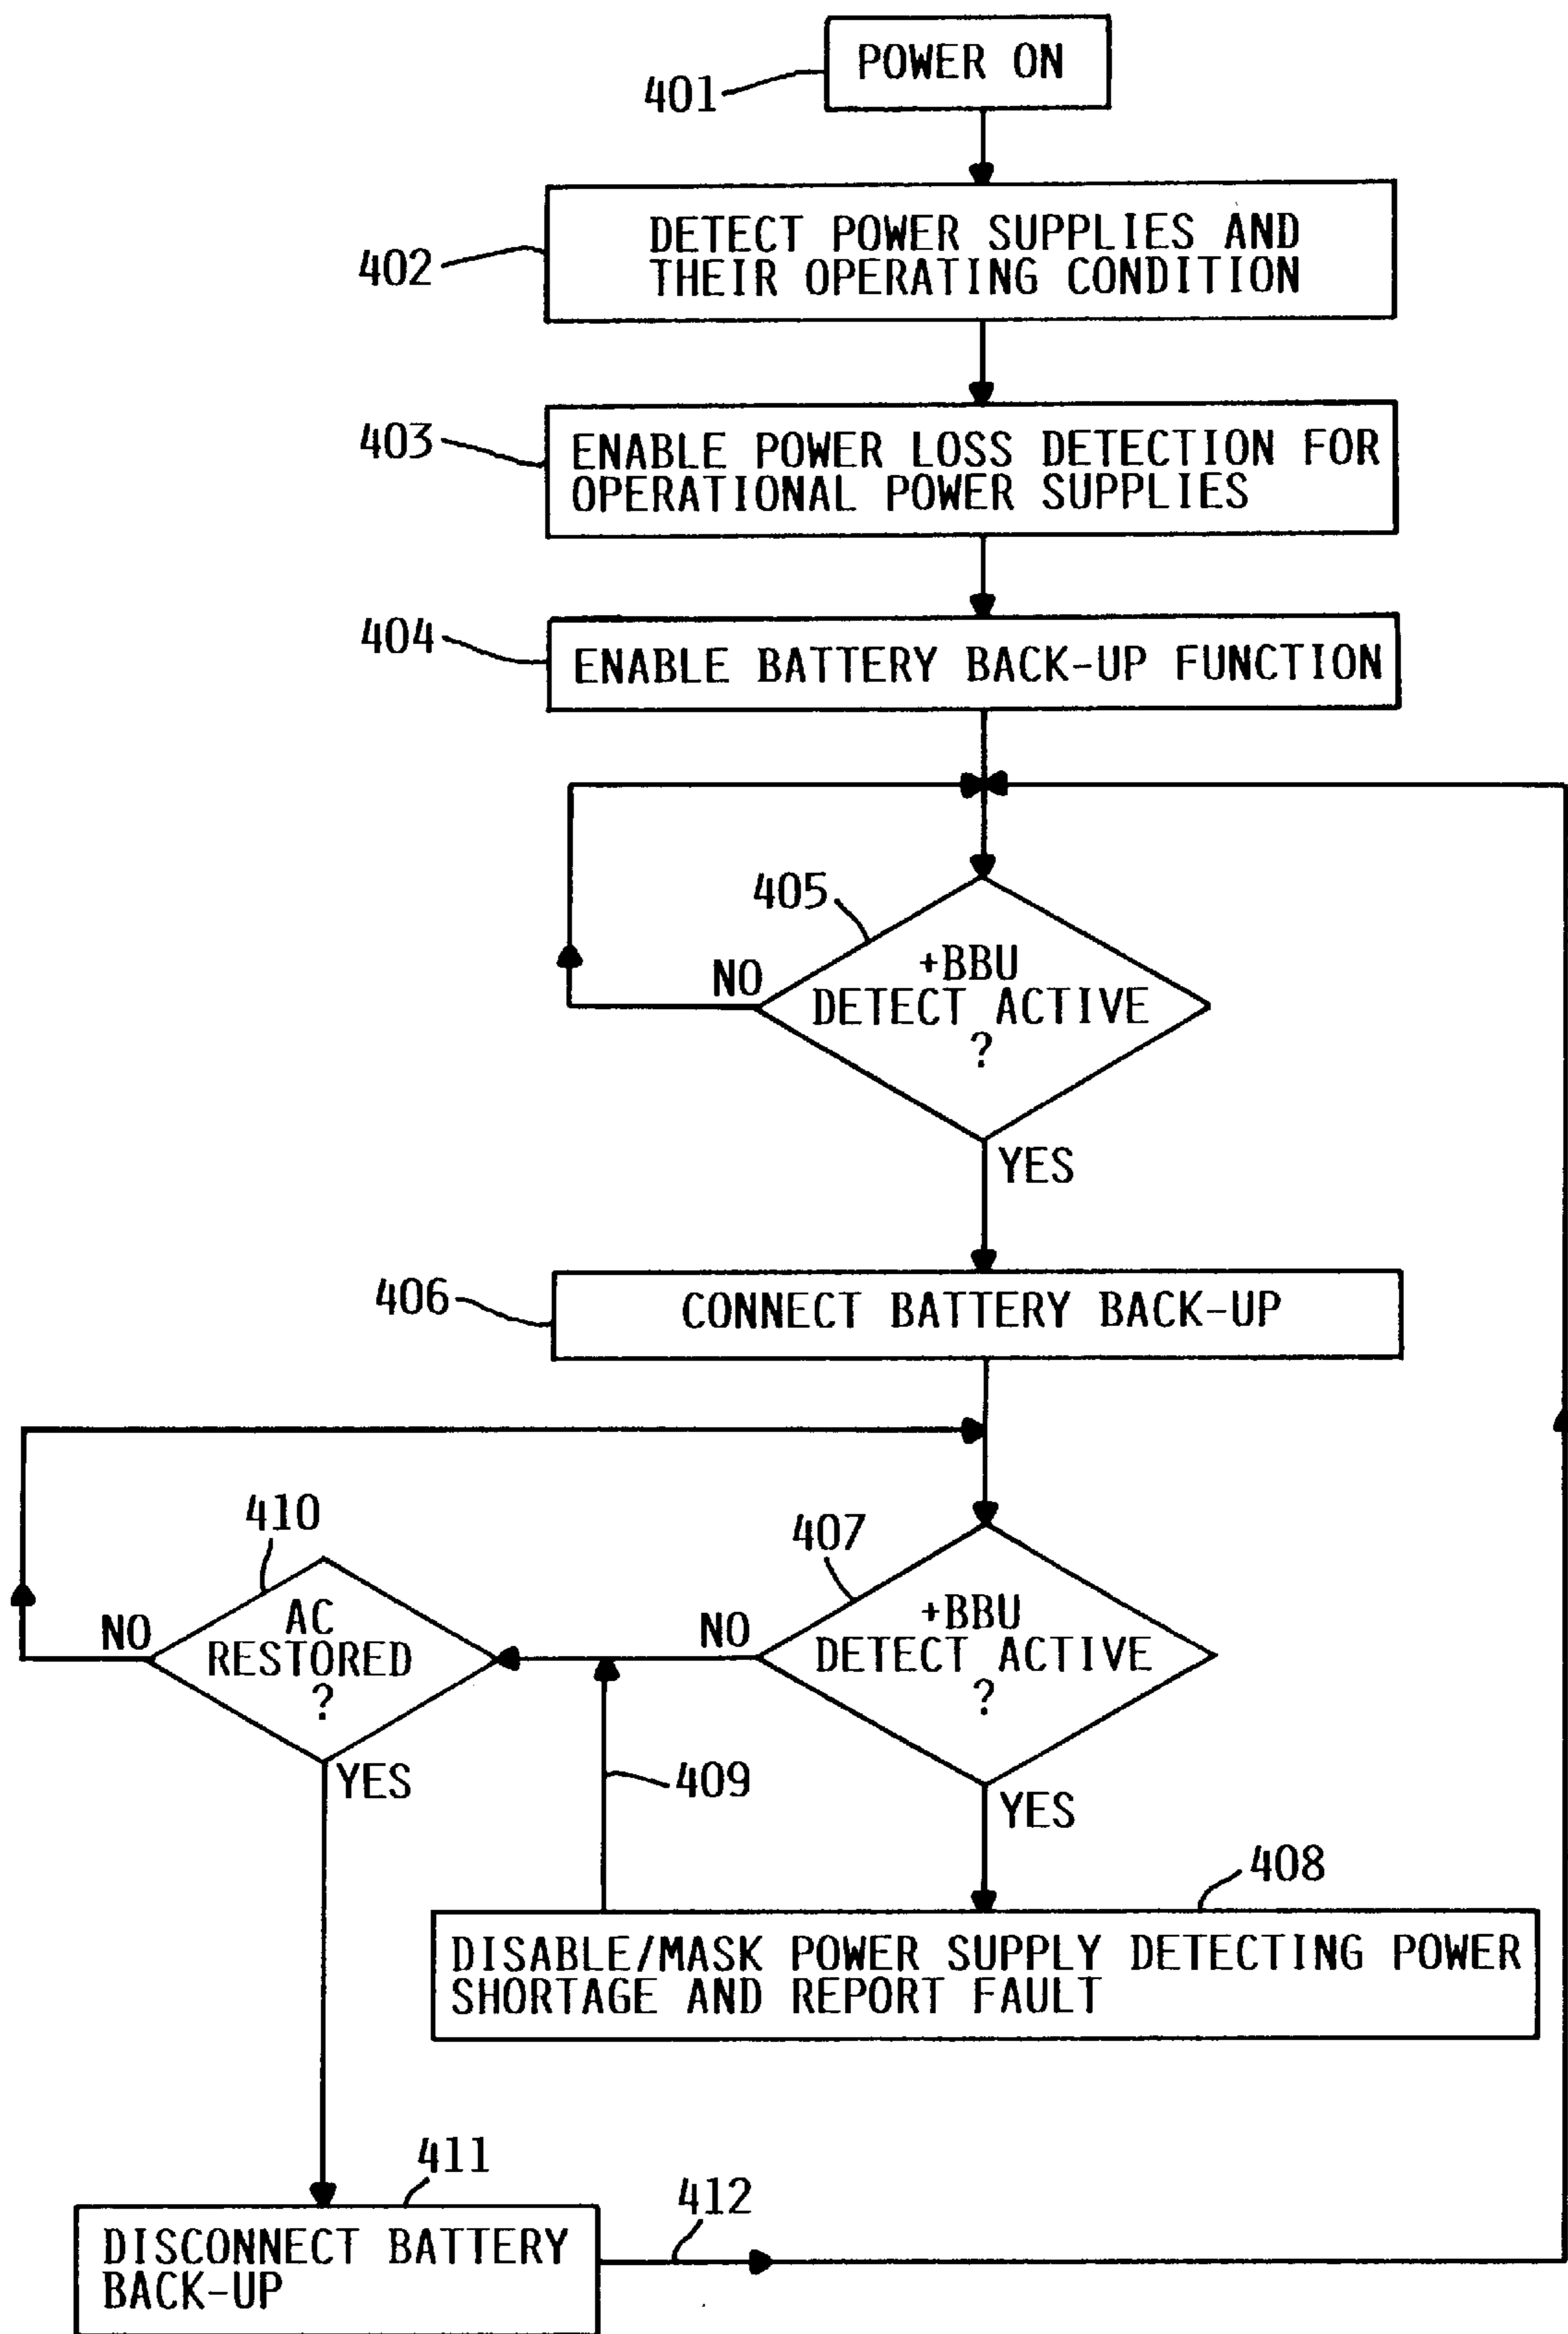 POWER ON
401
DETECT POWER SUPPLIES AND
THEIR OPERATING CONDITION
402
403
ENABLE POWER LOSS DETECTION FOR
OPERATIONAL POWER SUPPLIES
404
ENABLE BATTERY BACK-UP FUNCTION
405
+BBU
DETECT ACTIVE
?
NO
YES
406
CONNECT BATTERY BACK-UP
410
407
AC
RESTORED
?
NO
YES
+BBU
DETECT ACTIVE
?
NO
YES
409
408
DISABLE/MASK POWER SUPPLY DETECTING POWER
SHORTAGE AND REPORT FAULT
411
412
DISCONNECT BATTERY
BACK-UP